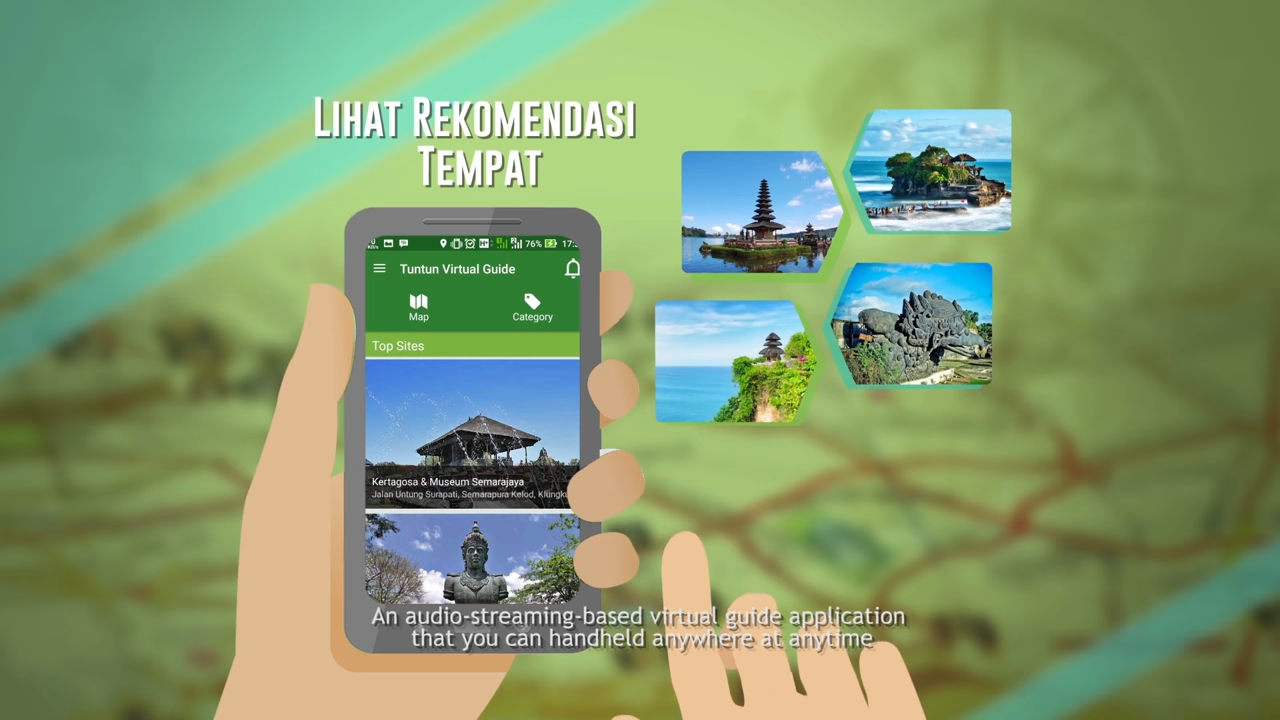 LIHAT REKOMENDASI
TEMPAT
76%
Tuntun Virtual Guide
Map
Category
Top Sites
Kertagosa & Museum Semarajaya
Jalan Untung Surapati, Semarapura Kelod, Klungk
An audio-streaming-based virtual guide application
that you can handheld anywhere at anytime